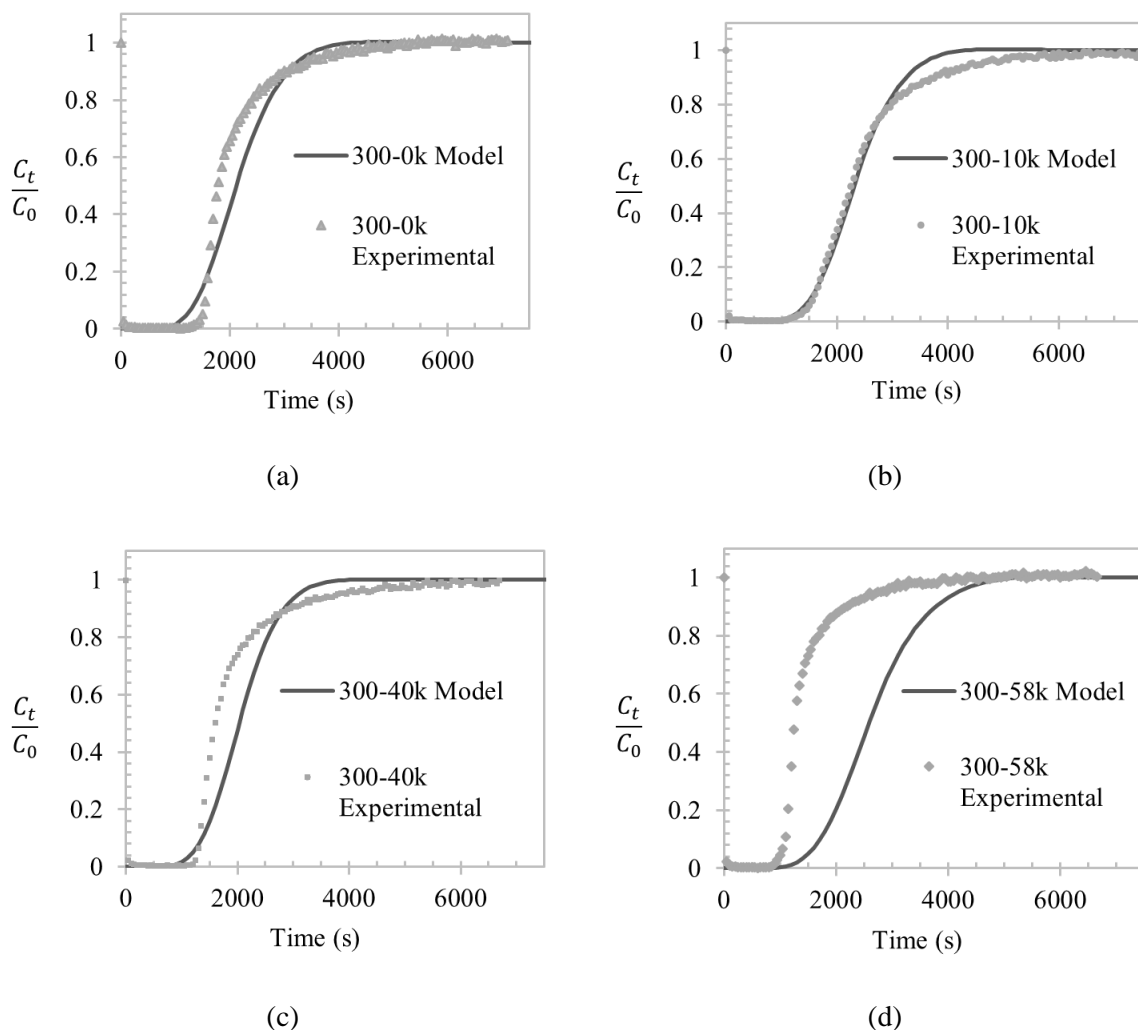 1
0.8
0.6
0.4
0.2
0
C_t
C_0
300-0k Model
300-0k
Experimental
0 2000 4000 6000
Time (s)
(a)
1
0.8
0.6
0.4
0.2
0
C_t
C_0
300-10k Model
300-10k
Experimental
0 2000 4000 6000
Time (s)
(b)
1
0.8
0.6
0.4
0.2
0
C_t
C_0
300-40k Model
300-40k
Experimental
0 2000 4000 6000
Time (s)
(c)
1
0.8
0.6
0.4
0.2
0
C_t
C_0
300-58k Model
300-58k
Experimental
0 2000 4000 6000
Time (s)
(d)